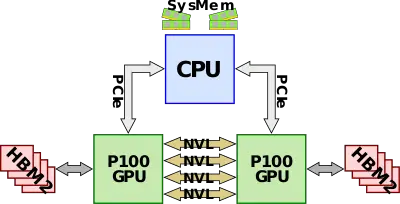 SysMem
CPU
PCIe
PCIe
HBM2
P100
GPU
NVL
NVL
NVL
NVL
P100
GPU
HBM2